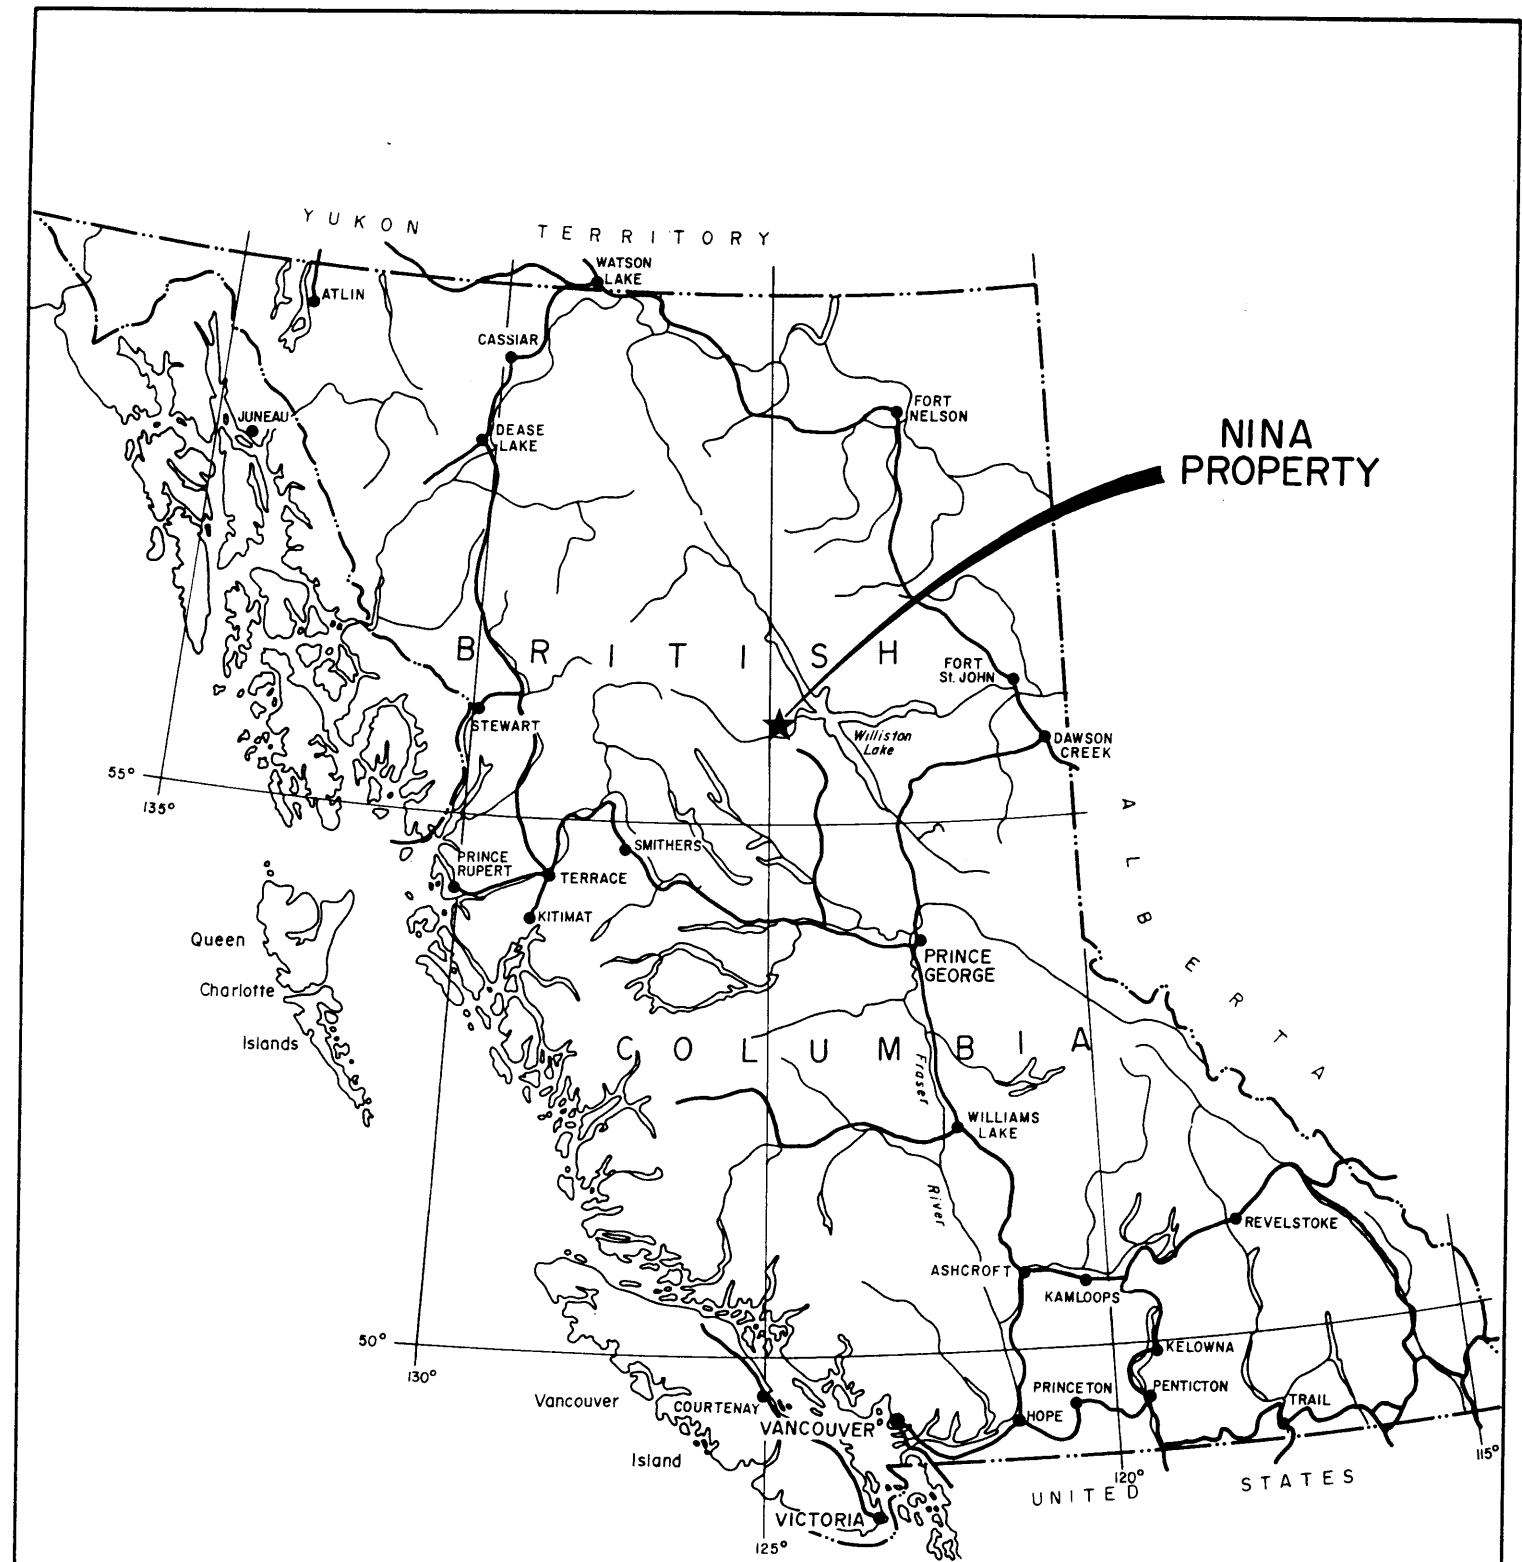 YUKON TERRITORY
WATSON
LAKE
ATLIN
CASSIAR
FORT
NELSON
JUNEAU
DEASE
LAKE
NINA
PROPERTY
BRITISH
FORT
St. JOHN
STEWART
Williston
Lake
DAWSON
CREEK
55°
135°
ALBERTA
PRINCE
RUPERT
SMITHERS
TERRACE
KITIMAT
Queen
Charlotte
Islands
PRINCE
GEORGE
COLUMBIA
Fraser
River
WILLIAMS
LAKE
REVELSTOKE
ASHCROFT
KAMLOOPS
50°
130°
KELOWNA
Vancouver
Island
COURTENAY
VANCOUVER
PRINCETON
PENTICTON
HOPE
TRAIL
115°
120°
UNITED STATES
VICTORIA
125°